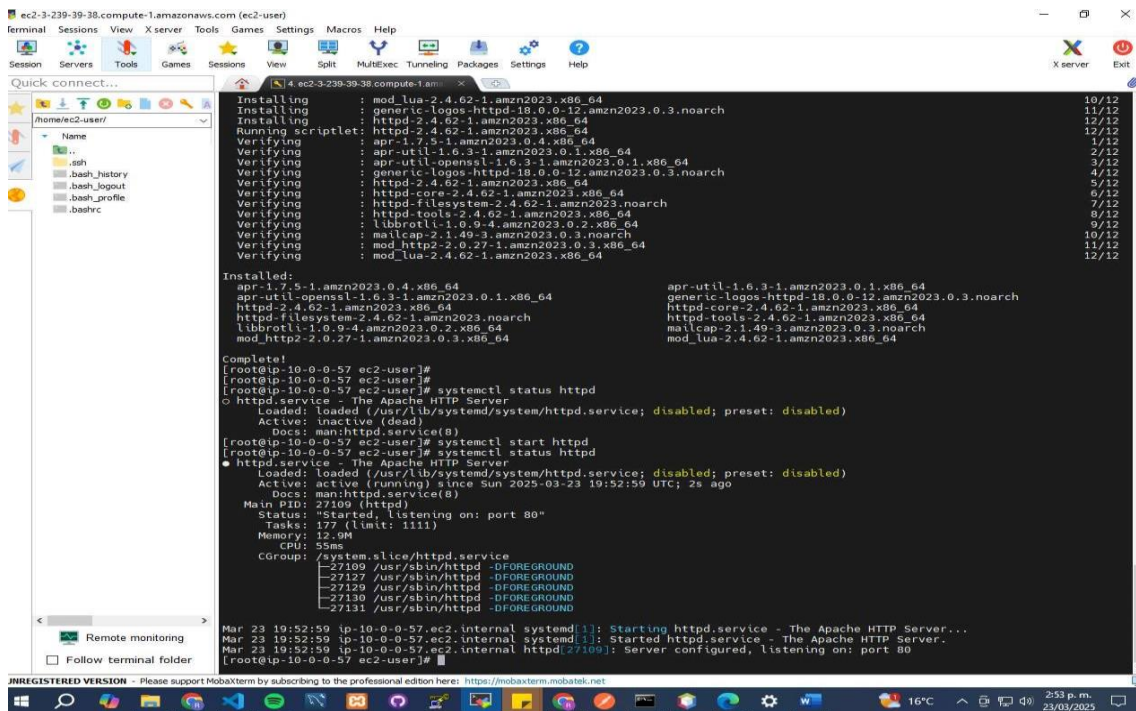 ec2-3-239-39-38.compute-1.amazonaws.com (ec2-user)
Terminal Sessions View X server Tools Games Settings Macros Help
Session Servers Tools Games Sessions View Split MultiExec Tunneling Packages Settings Help X server Exit
Quick connect...
4. ec2-3-239-39-38.compute-1.ama
/home/ec2-user/
Name
..
.ssh
.bash_history
.bash_logout
.bash_profile
.bashrc
Installing : mod_lua-2.4.62-1.amzn2023.x86_64 10/12
Installing : generic-logos-httpd-18.0.0-12.amzn2023.0.3.noarch 11/12
Installing : httpd-2.4.62-1.amzn2023.x86_64 12/12
Running scriptlet: httpd-2.4.62-1.amzn2023.x86_64 12/12
Verifying : apr-1.7.5-1.amzn2023.0.4.x86_64 1/12
Verifying : apr-util-1.6.3-1.amzn2023.0.1.x86_64 2/12
Verifying : apr-util-openssl-1.6.3-1.amzn2023.0.1.x86_64 3/12
Verifying : generic-logos-httpd-18.0.0-12.amzn2023.0.3.noarch 4/12
Verifying : httpd-2.4.62-1.amzn2023.x86_64 5/12
Verifying : httpd-core-2.4.62-1.amzn2023.x86_64 6/12
Verifying : httpd-filesystem-2.4.62-1.amzn2023.noarch 7/12
Verifying : httpd-tools-2.4.62-1.amzn2023.x86_64 8/12
Verifying : libbrotli-1.0.9-4.amzn2023.0.2.x86_64 9/12
Verifying : mailcap-2.1.49-3.amzn2023.0.3.noarch 10/12
Verifying : mod_http2-2.0.27-1.amzn2023.0.3.x86_64 11/12
Verifying : mod_lua-2.4.62-1.amzn2023.x86_64 12/12
Installed:
apr-1.7.5-1.amzn2023.0.4.x86_64 apr-util-1.6.3-1.amzn2023.0.1.x86_64
apr-util-openssl-1.6.3-1.amzn2023.0.1.x86_64 generic-logos-httpd-18.0.0-12.amzn2023.0.3.noarch
httpd-2.4.62-1.amzn2023.x86_64 httpd-core-2.4.62-1.amzn2023.x86_64
httpd-filesystem-2.4.62-1.amzn2023.noarch httpd-tools-2.4.62-1.amzn2023.x86_64
libbrotli-1.0.9-4.amzn2023.0.2.x86_64 mailcap-2.1.49-3.amzn2023.0.3.noarch
mod_http2-2.0.27-1.amzn2023.0.3.x86_64 mod_lua-2.4.62-1.amzn2023.x86_64
Complete!
[root@ip-10-0-0-57 ec2-user]#
[root@ip-10-0-0-57 ec2-user]#
[root@ip-10-0-0-57 ec2-user]# systemctl status httpd
○ httpd.service - The Apache HTTP Server
Loaded: loaded (/usr/lib/systemd/system/httpd.service; disabled; preset: disabled)
Active: inactive (dead)
Docs: man:httpd.service(8)
[root@ip-10-0-0-57 ec2-user]# systemctl start httpd
[root@ip-10-0-0-57 ec2-user]# systemctl status httpd
● httpd.service - The Apache HTTP Server
Loaded: loaded (/usr/lib/systemd/system/httpd.service; disabled; preset: disabled)
Active: active (running) since Sun 2025-03-23 19:52:59 UTC; 2s ago
Docs: man:httpd.service(8)
Main PID: 27109 (httpd)
Status: "Started, listening on: port 80"
Tasks: 177 (limit: 1111)
Memory: 12.9M
CPU: 55ms
CGroup: /system.slice/httpd.service
├─27109 /usr/sbin/httpd -DFOREGROUND
├─27127 /usr/sbin/httpd -DFOREGROUND
├─27129 /usr/sbin/httpd -DFOREGROUND
├─27130 /usr/sbin/httpd -DFOREGROUND
└─27131 /usr/sbin/httpd -DFOREGROUND
Mar 23 19:52:59 ip-10-0-0-57.ec2.internal systemd[1]: Starting httpd.service - The Apache HTTP Server...
Mar 23 19:52:59 ip-10-0-0-57.ec2.internal systemd[1]: Started httpd.service - The Apache HTTP Server.
Mar 23 19:52:59 ip-10-0-0-57.ec2.internal httpd[27109]: Server configured, listening on: port 80
[root@ip-10-0-0-57 ec2-user]#
Remote monitoring
Follow terminal folder
UNREGISTERED VERSION - Please support MobaXterm by subscribing to the professional edition here: https://mobaxterm.mobatek.net
16°C
2:53 p. m.
23/03/2025